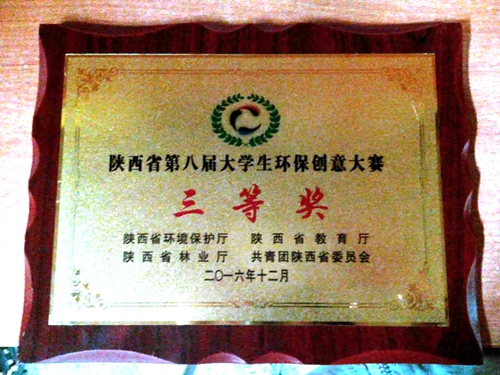 陕西省第八届大学生环保创意大赛
三等奖
陕西省环境保护厅 陕西省教育厅
陕西省林业厅 共青团陕西省委员会
二〇一六年十二月